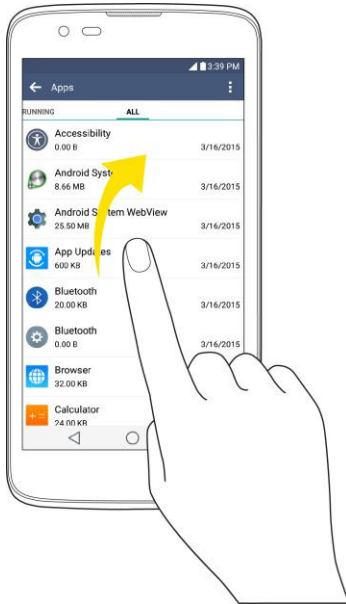 3:39 PM
Apps
RUNNING ALL
Accessibility
0.00 B 3/16/2015
Android
8.66 MB 3/16/2015
Android System WebView
25.50 MB 3/16/2015
App Updates
600 KB 3/16/2015
Bluetooth
20.00 KB 3/16/2015
Bluetooth
0.00 B 3/16/2015
Browser
32.00 KB
Calculator
24.00 KB